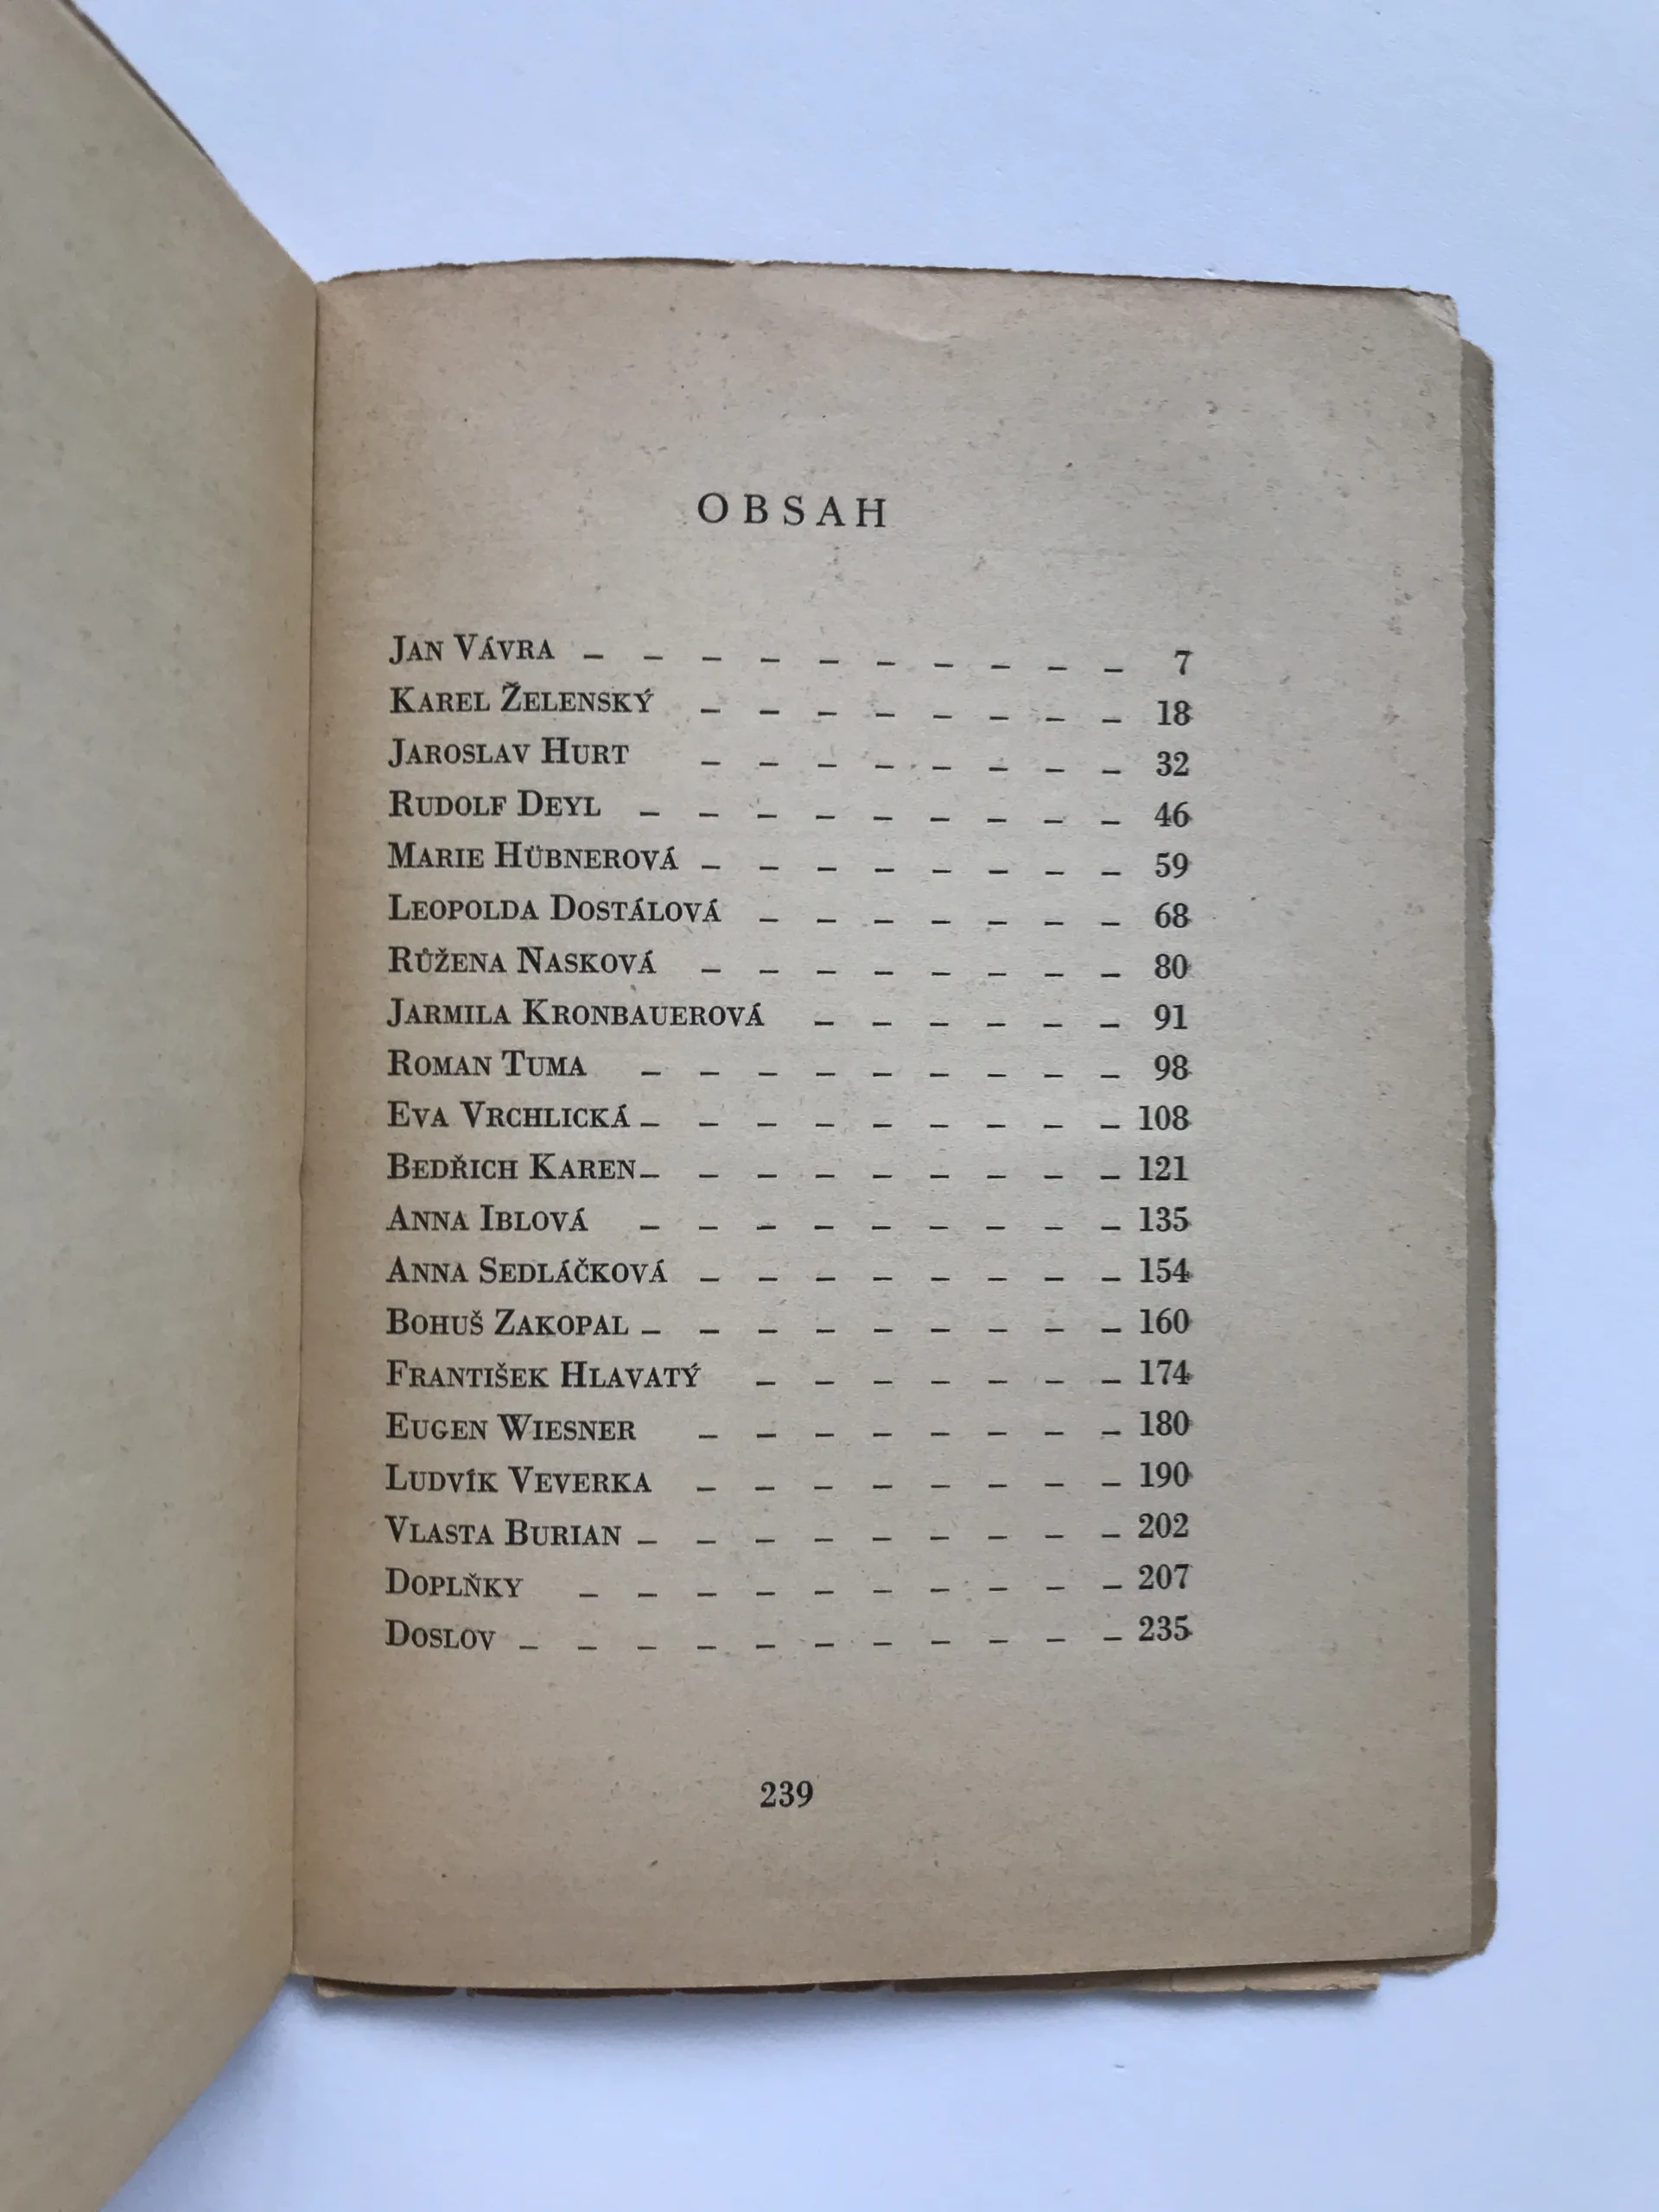 OBSAH
Jan Vávra – – – – – – – – – – 7
Karel Želenský – – – – – – – – 18
Jaroslav Hurt – – – – – – – – 32
Rudolf Deyl – – – – – – – – – 46
Marie Hübnerová – – – – – – – – 59
Leopolda Dostálová – – – – – – – 68
Růžena Nasková – – – – – – – – 80
Jarmila Kronbauerová – – – – – – 91
Roman Tuma – – – – – – – – – 98
Eva Vrchlická – – – – – – – – – 108
Bedřich Karen – – – – – – – – – 121
Anna Iblová – – – – – – – – – 135
Anna Sedláčková – – – – – – – – 154
Bohuš Zakopal – – – – – – – – – 160
František Hlavatý – – – – – – – 174
Eugen Wiesner – – – – – – – – 180
Ludvík Veverka – – – – – – – – 190
Vlasta Burian – – – – – – – – – 202
Doplňky – – – – – – – – – – 207
Doslov – – – – – – – – – – – 235
239